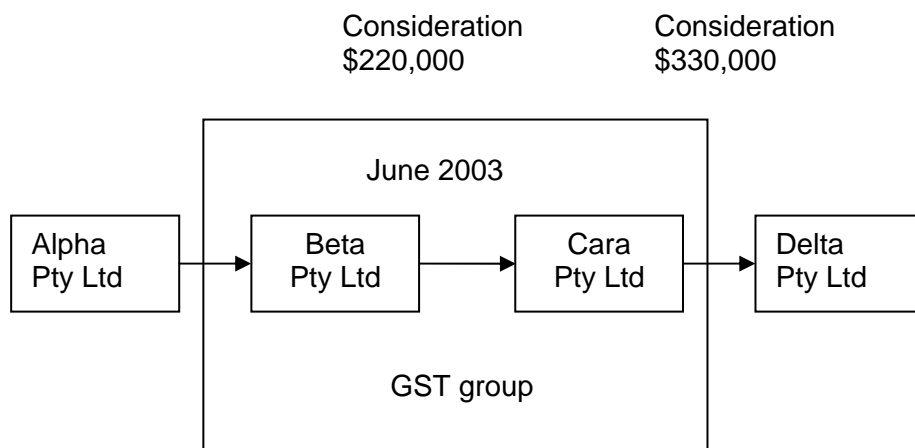 Consideration
$220,000
Consideration
$330,000
June 2003
Alpha
Pty Ltd
Beta
Pty Ltd
Cara
Pty Ltd
Delta
Pty Ltd
GST group